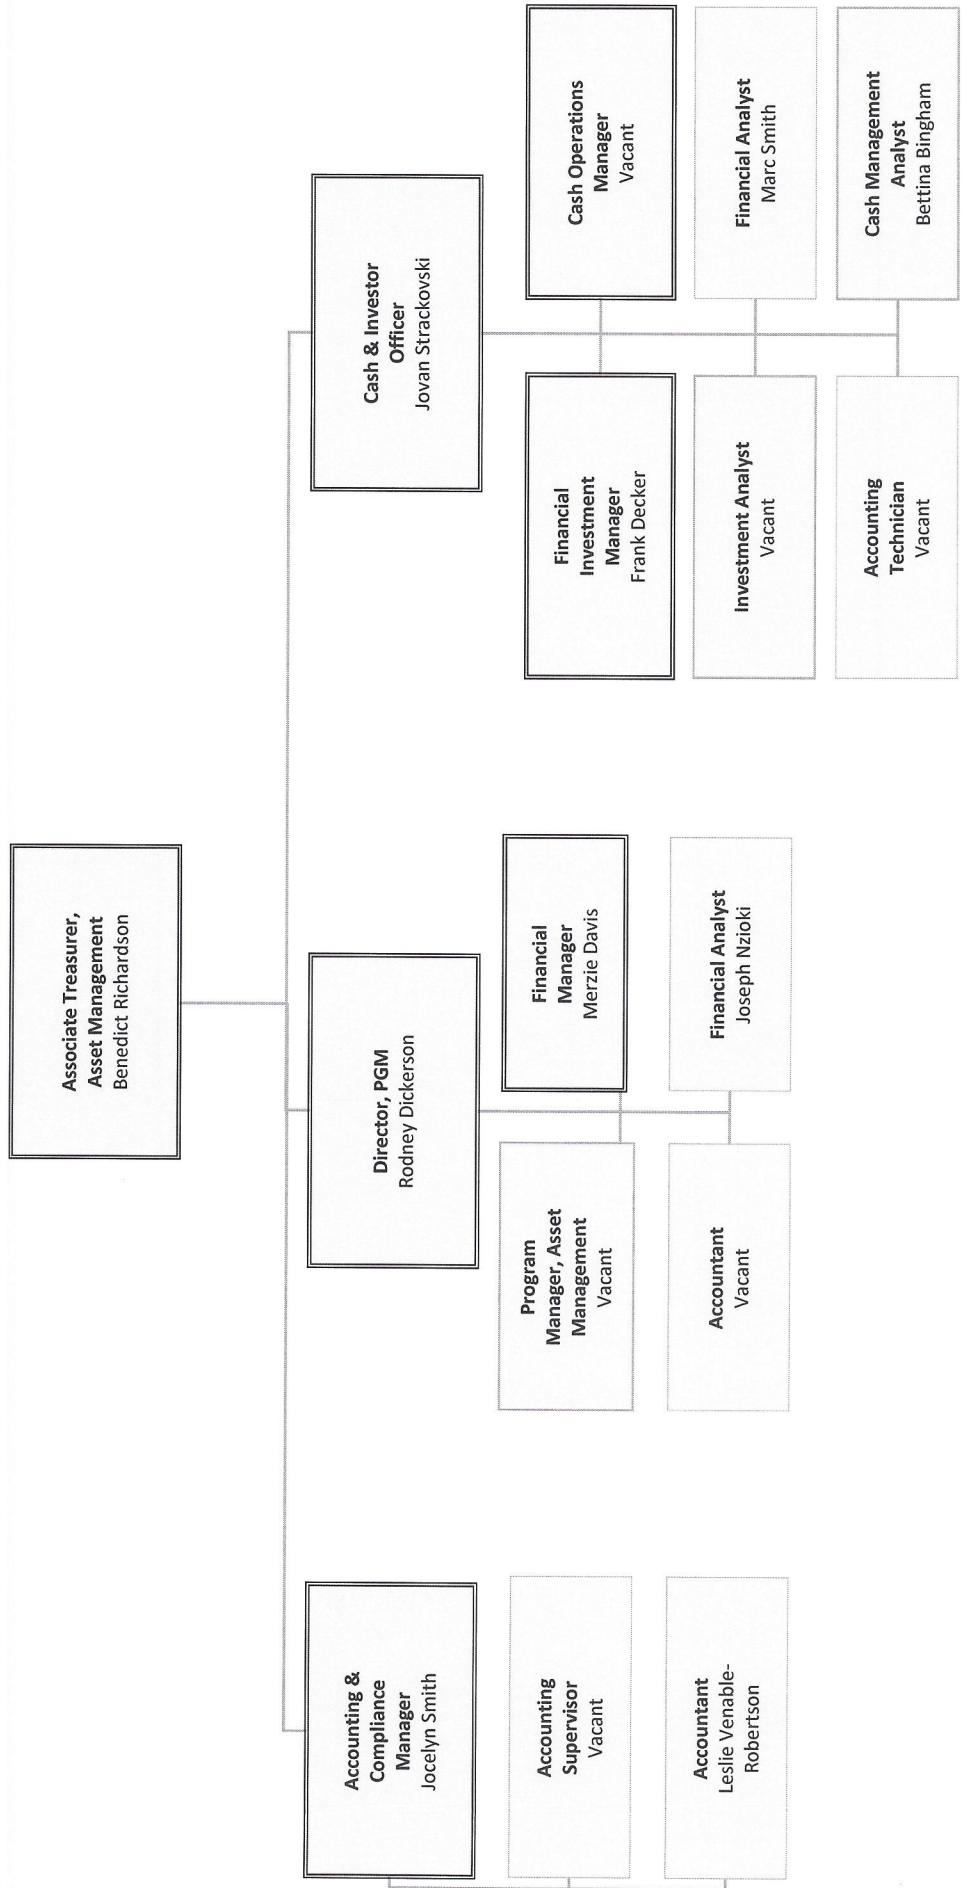 Associate Treasurer,
Asset Management
Benedict Richardson
Accounting &
Compliance
Manager
Jocelyn Smith
Director, PGM
Rodney Dickerson
Cash & Investor
Officer
Jovan Strackovski
Accounting
Supervisor
Vacant
Accountant
Leslie Venable-
Robertson
Program
Manager, Asset
Management
Vacant
Financial
Manager
Merzie Davis
Accountant
Vacant
Financial Analyst
Joseph Nzioki
Financial
Investment
Manager
Frank Decker
Cash Operations
Manager
Vacant
Investment Analyst
Vacant
Financial Analyst
Marc Smith
Accounting
Technician
Vacant
Cash Management
Analyst
Bettina Bingham